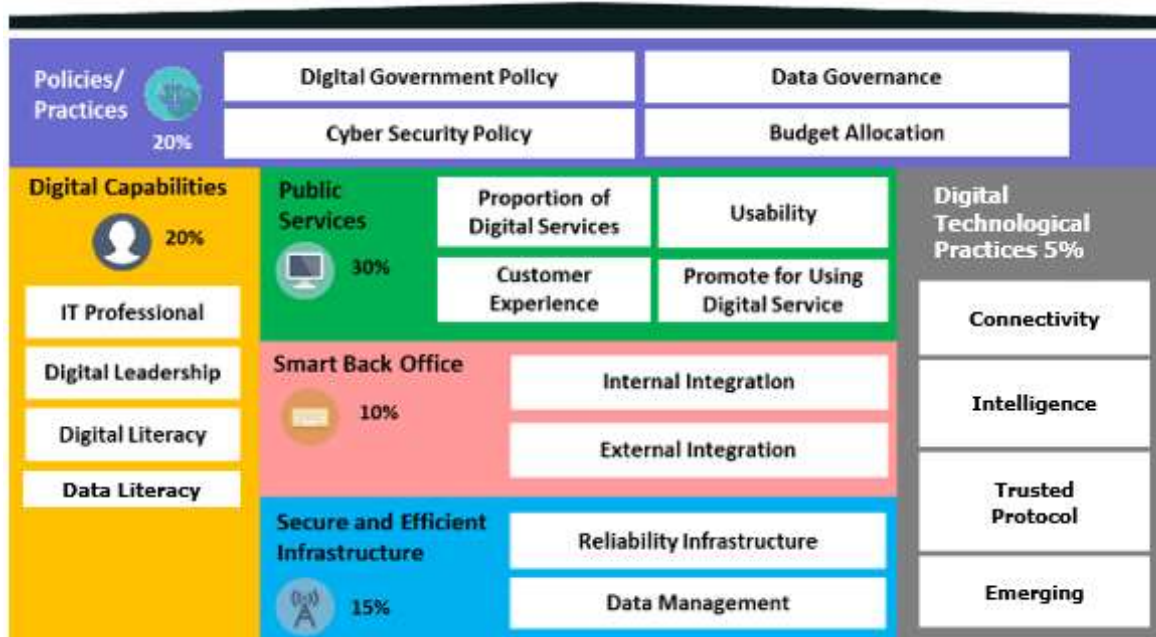 Policies/
Practices
20%
Digital Government Policy
Data Governance
Cyber Security Policy
Budget Allocation
Digital Capabilities
20%
IT Professional
Digital Leadership
Digital Literacy
Data Literacy
Public
Services
30%
Proportion of
Digital Services
Usability
Customer
Experience
Promote for Using
Digital Service
Smart Back Office
10%
Internal Integration
External Integration
Secure and Efficient
Infrastructure
15%
Reliability Infrastructure
Data Management
Digital
Technological
Practices 5%
Connectivity
Intelligence
Trusted
Protocol
Emerging